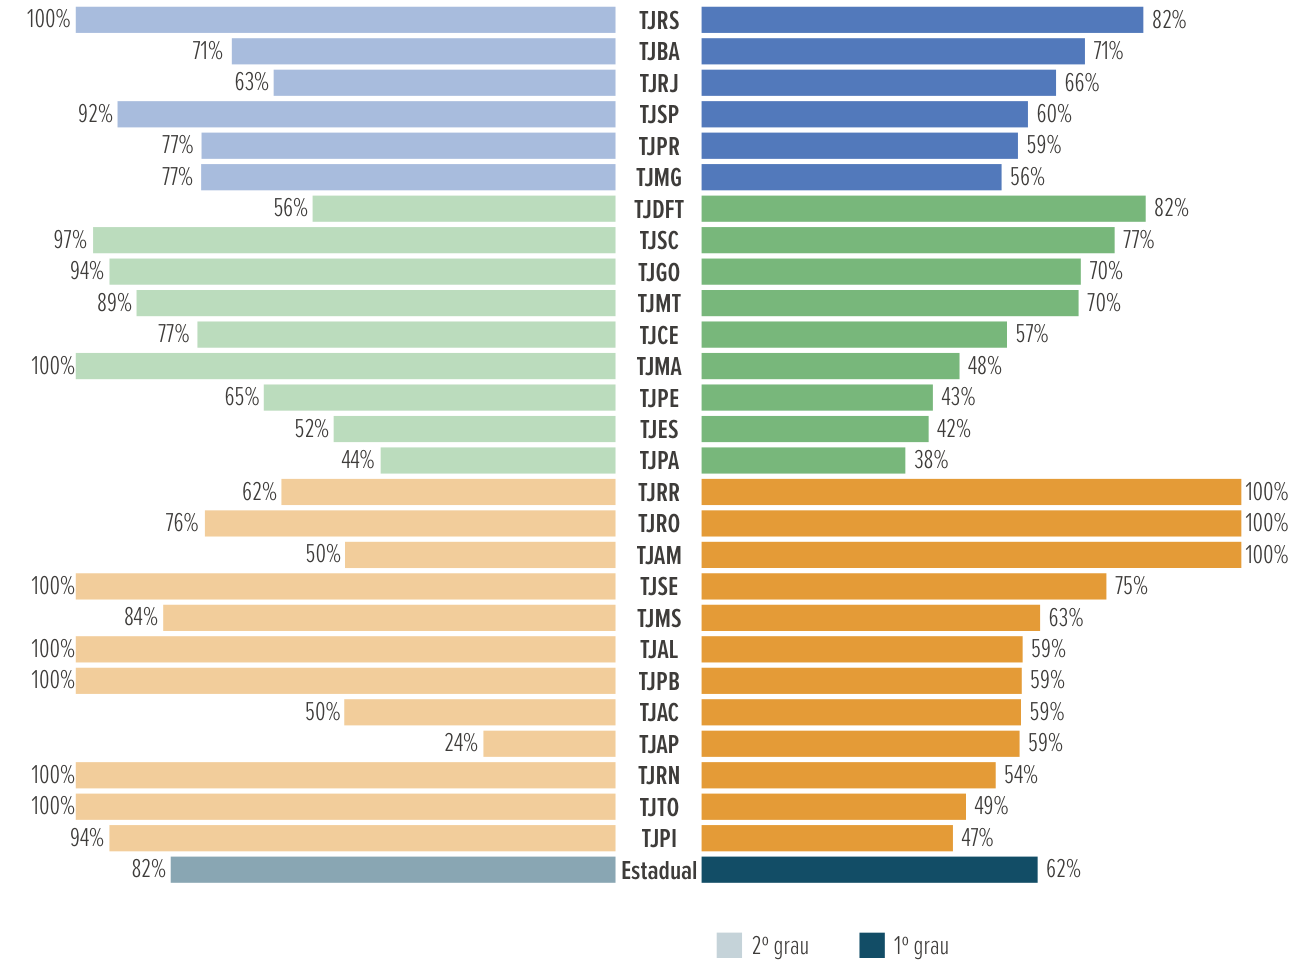 100% TJRS 82%
71% TJBA 71%
63% TJRJ 66%
92% TJSP 60%
77% TJPR 59%
77% TJMG 56%
56% TJDFT 82%
97% TJSC 77%
94% TJGO 70%
89% TJMT 70%
77% TJCE 57%
100% TJMA 48%
65% TJPE 43%
52% TJES 42%
44% TJPA 38%
62% TJRR 100%
76% TJRO 100%
50% TJAM 100%
100% TJSE 75%
84% TJMS 63%
100% TJAL 59%
100% TJPB 59%
50% TJAC 59%
24% TJAP 59%
100% TJRN 54%
100% TJTO 49%
94% TJPI 47%
82% Estadual 62%
2º grau 1º grau